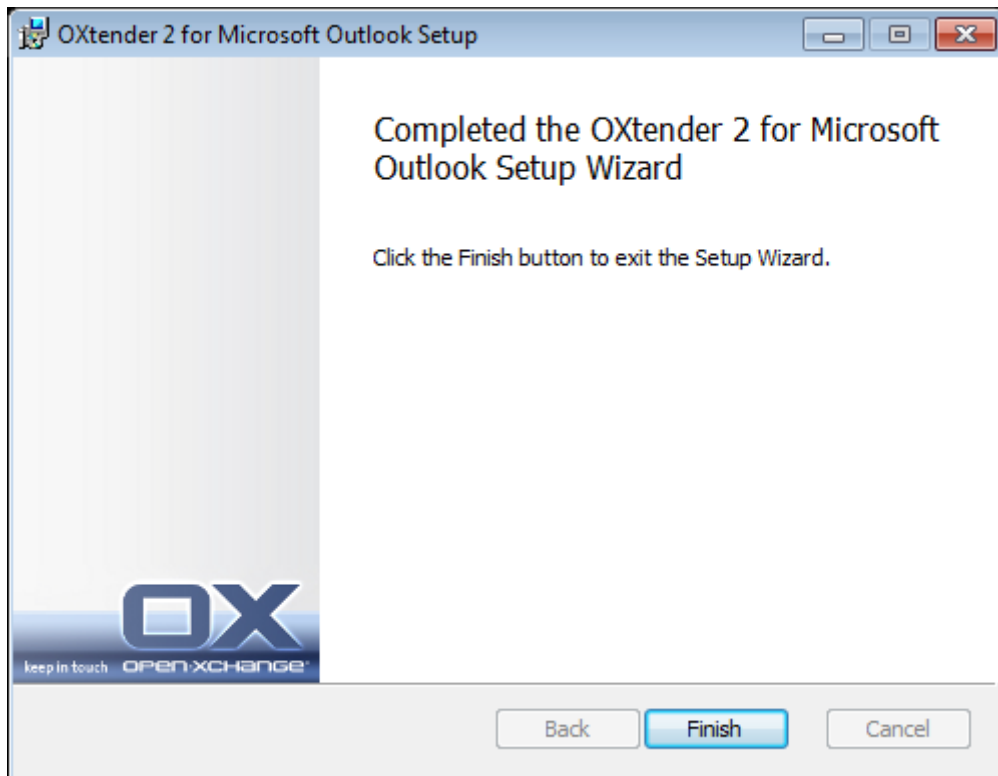 OXtender 2 for Microsoft Outlook Setup
Completed the OXtender 2 for Microsoft
Outlook Setup Wizard
Click the Finish button to exit the Setup Wizard.
OX
keep in touch OPEN-XCHANGE®
Back Finish Cancel